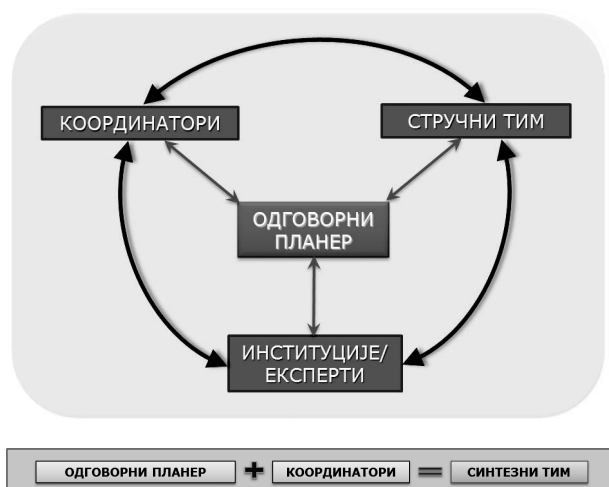 КООРДИНАТОРИ
СТРУЧНИ ТИМ
ОДГОВОРНИ
ПЛАНЕР
ИНСТИТУЦИЈЕ/
ЕКСПЕРТИ
ОДГОВОРНИ ПЛАНЕР + КООРДИНАТОРИ = СИНТЕЗНИ ТИМ